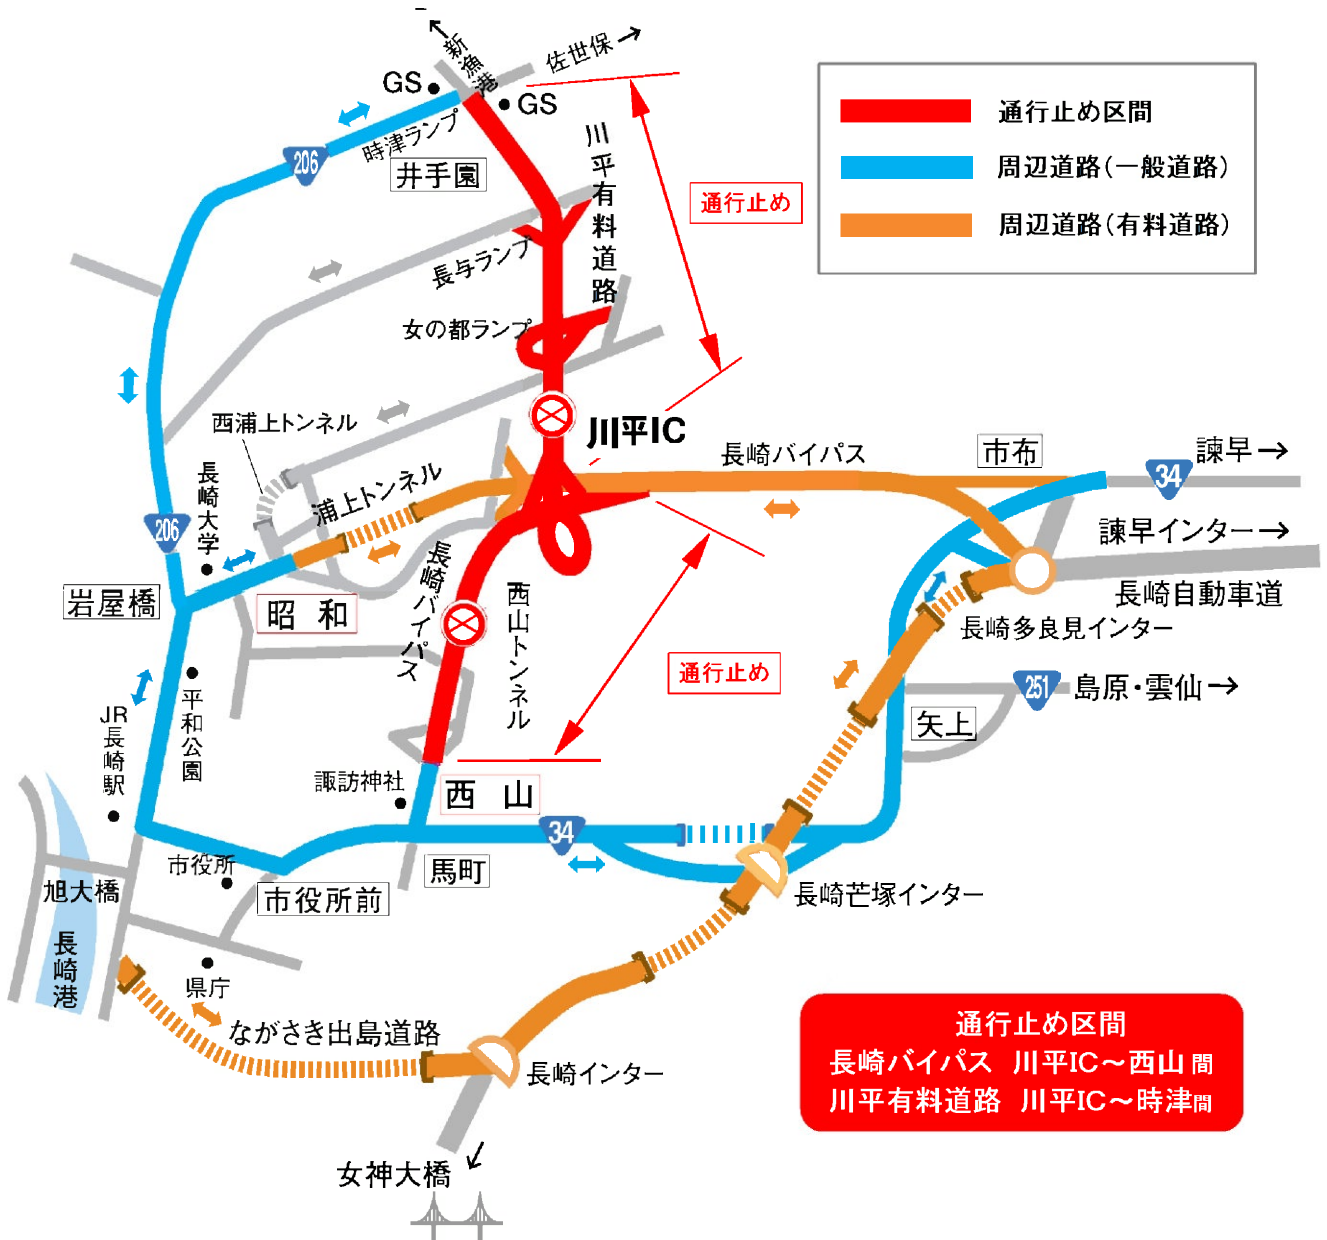 新漁港
佐世保
GS
GS
時津ランプ
206
井手園
川平有料道路
通行止め
通行止め区間
周辺道路(一般道路)
周辺道路(有料道路)
長与ランプ
女の都ランプ
西浦上トンネル
川平IC
長崎バイパス
市布
34
諫早
長崎大学
浦上トンネル
206
諫早インター
長崎自動車道
岩屋橋
昭和
長崎バイパス
西山トンネル
長崎多良見インター
通行止め
251
島原・雲仙
矢上
平和公園
JR長崎駅
諏訪神社
西山
34
市役所
馬町
旭大橋
市役所前
長崎芒塚インター
長崎港
県庁
ながさき出島道路
長崎インター
通行止め区間
長崎バイパス 川平IC～西山間
川平有料道路 川平IC～時津間
女神大橋